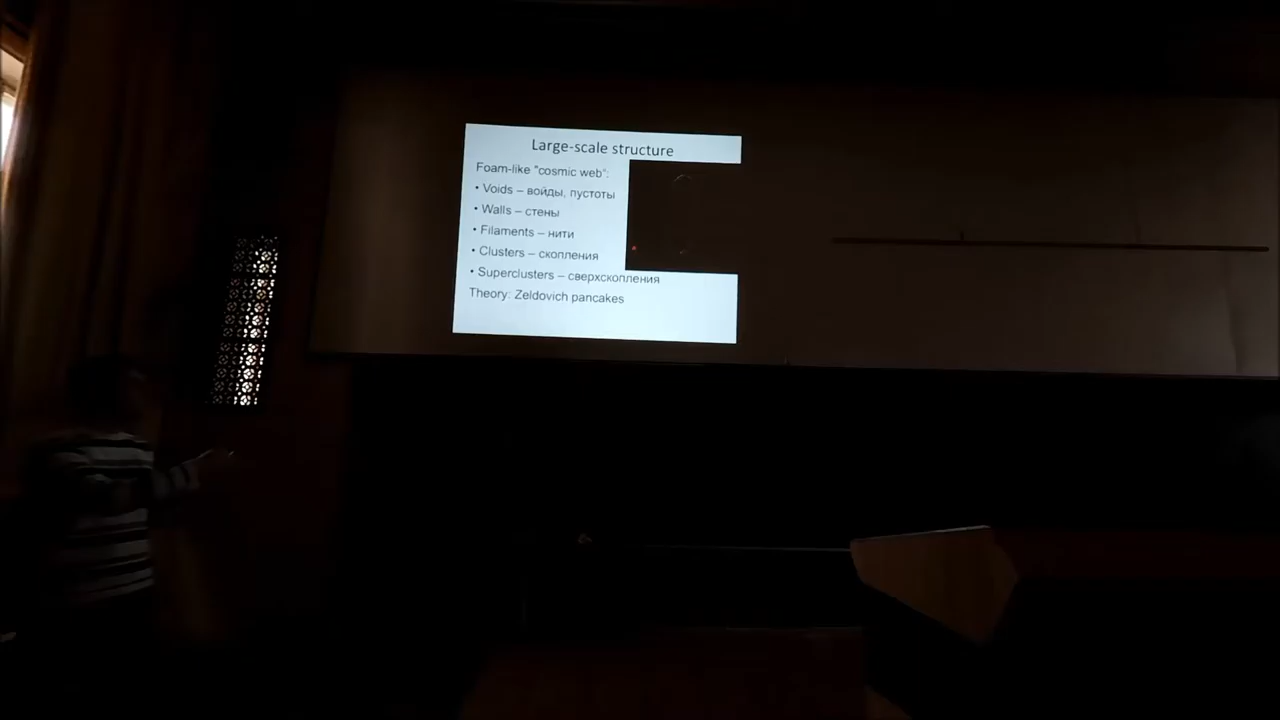 Large-scale structure
Foam-like "cosmic web":
• Voids – войды, пустоты
• Walls – стены
• Filaments – нити
• Clusters – скопления
• Superclusters – сверхскопления
Theory: Zeldovich pancakes